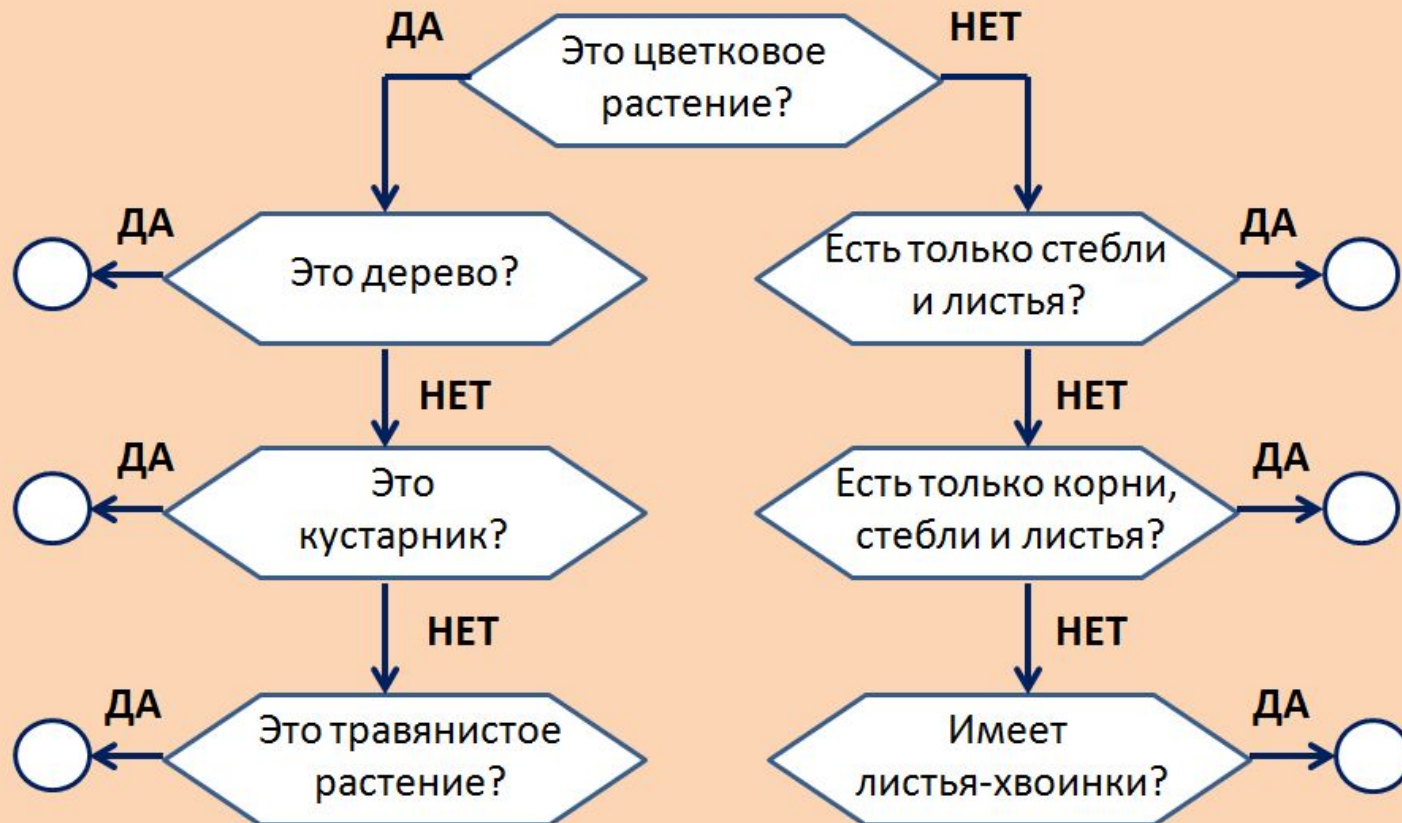 ДА
Это цветковое
растение?
НЕТ
ДА
Это дерево?
Есть только стебли
и листья?
ДА
НЕТ
НЕТ
ДА
Это
кустарник?
Есть только корни,
стебли и листья?
ДА
НЕТ
НЕТ
ДА
Это травянистое
растение?
Имеет
листья-хвоинки?
ДА